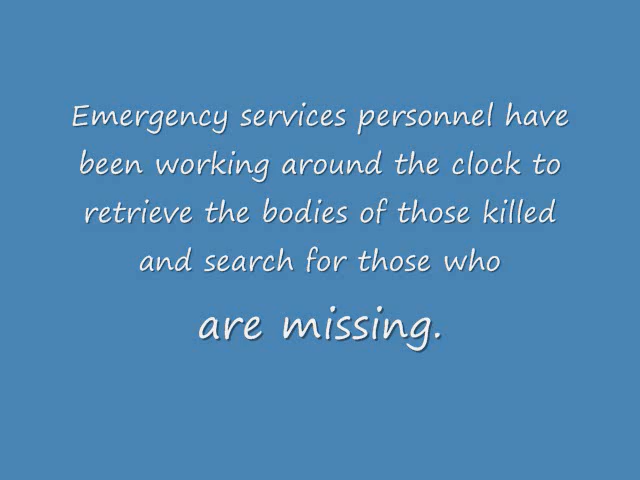 Emergency services personnel have
been working around the clock to
retrieve the bodies of those killed
and search for those who
are missing.